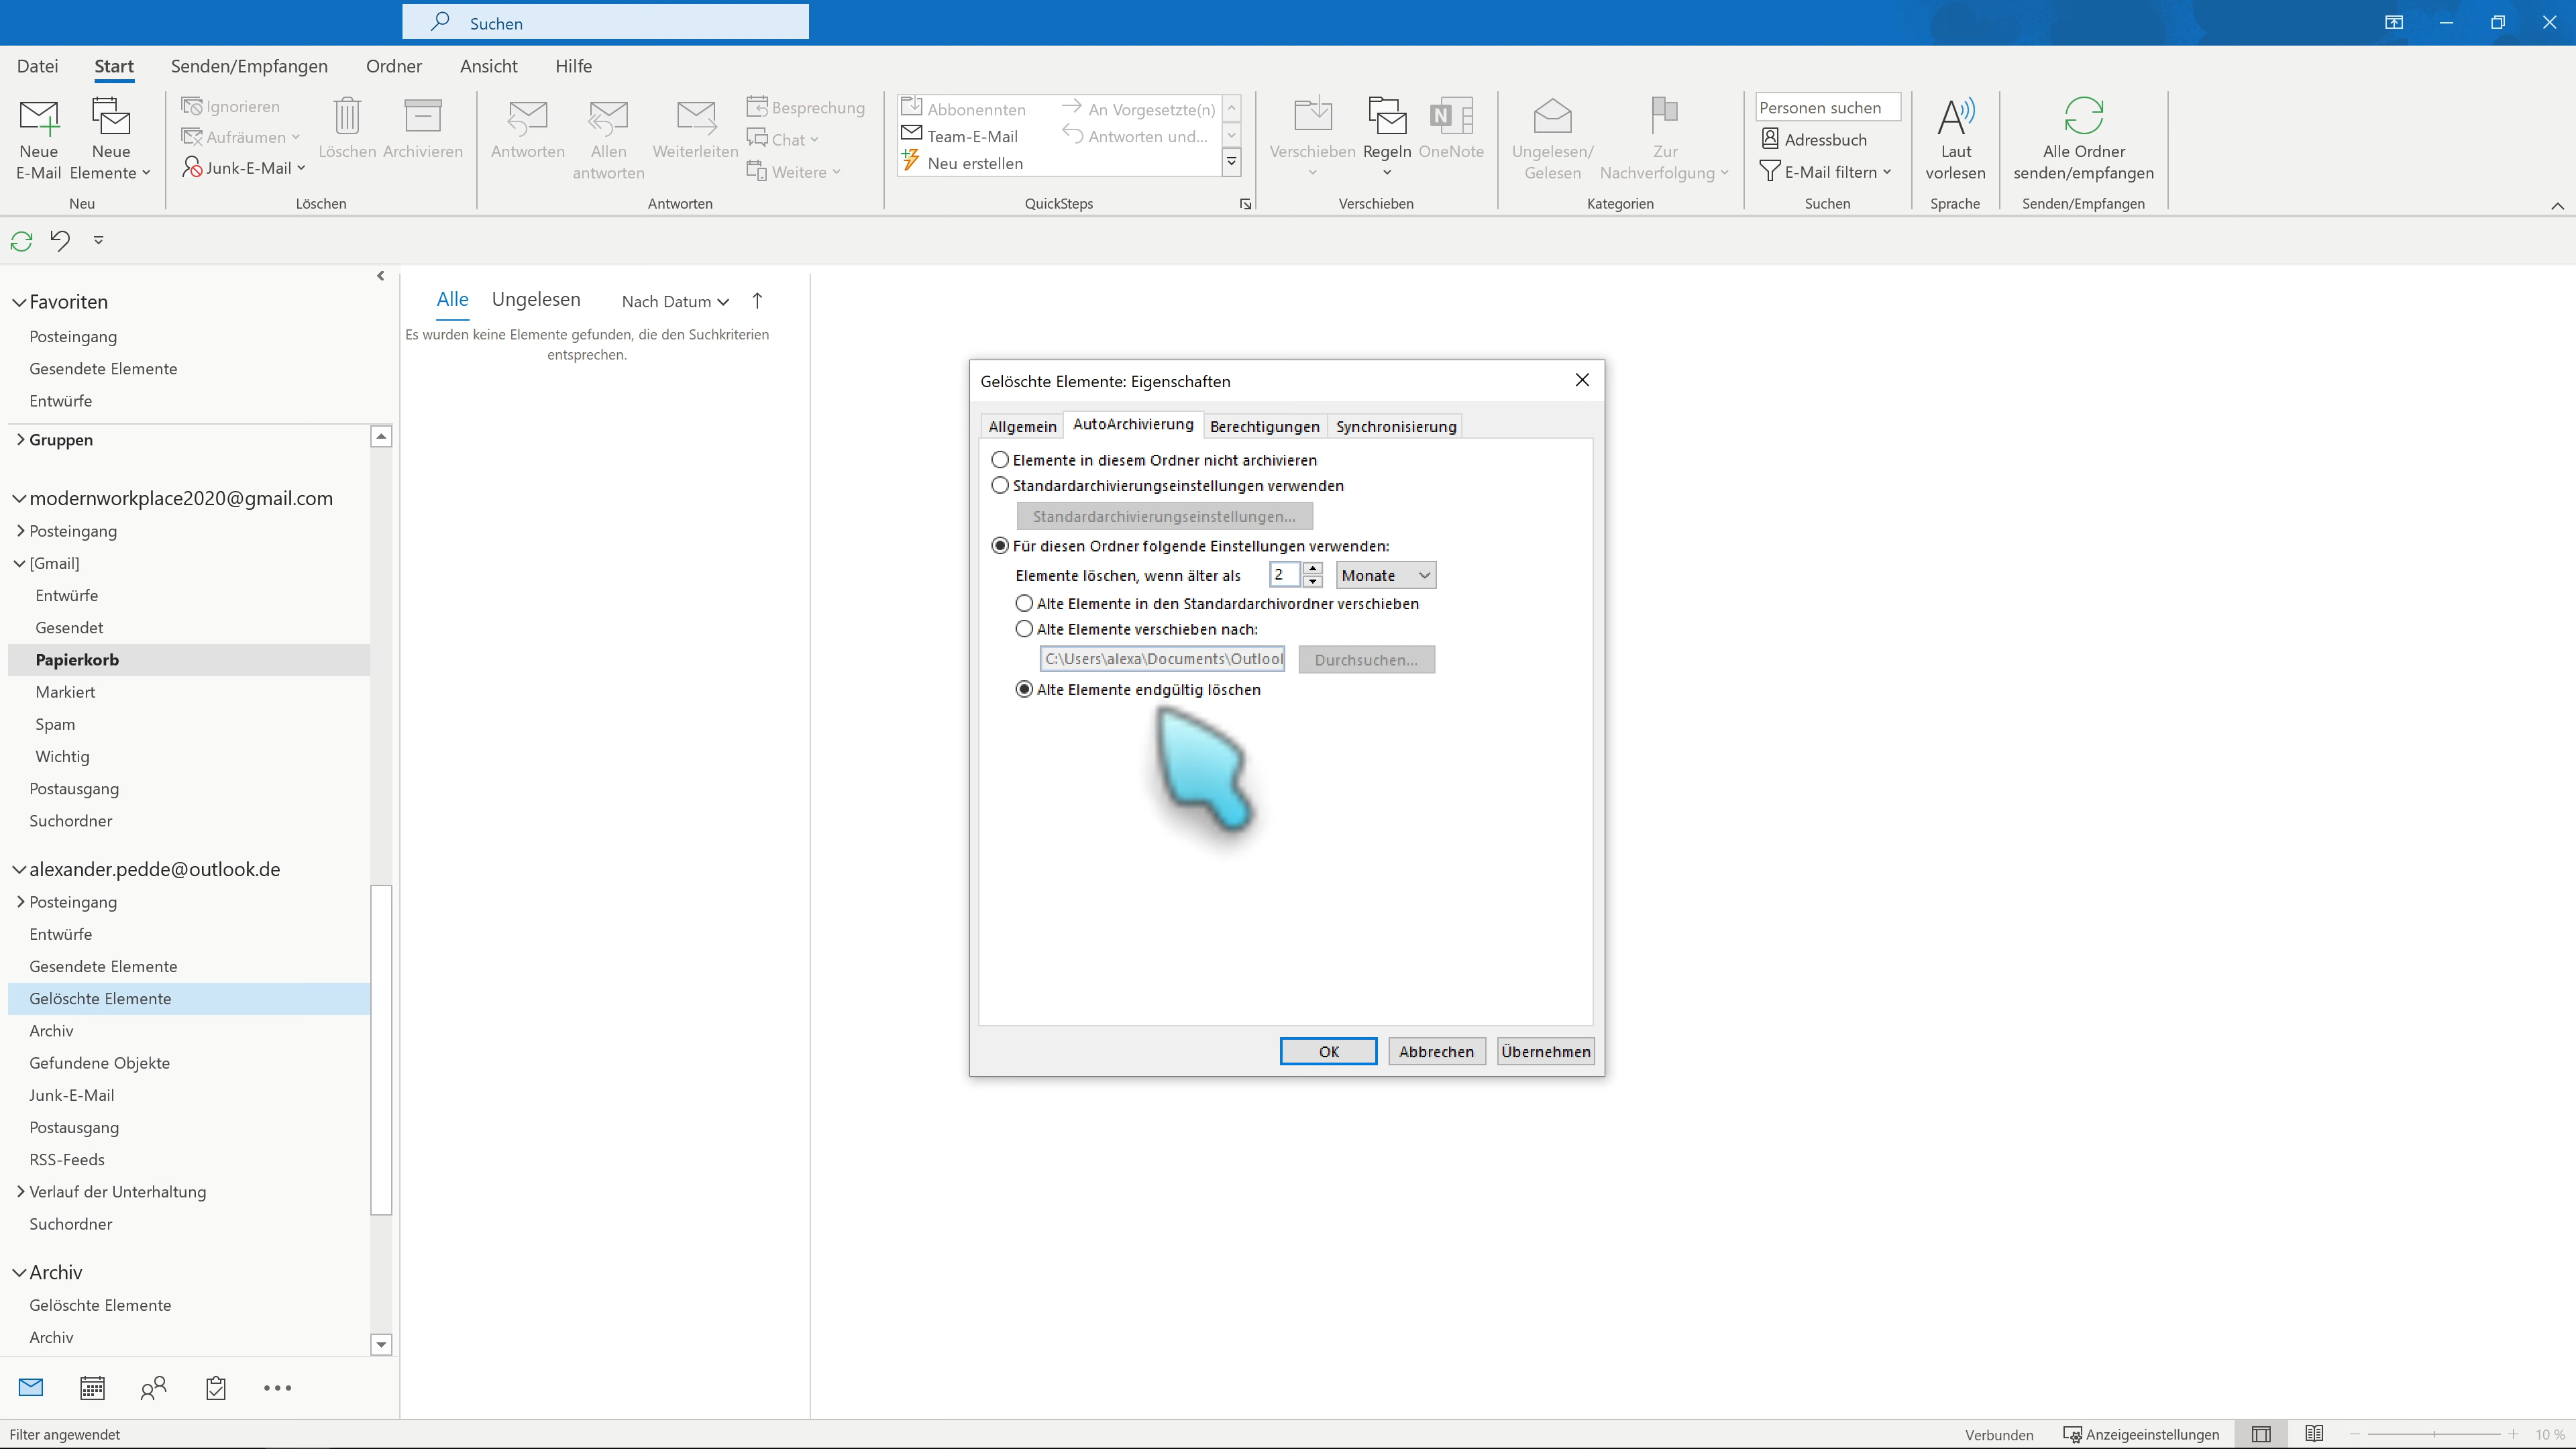 Suchen
Datei Start Senden/Empfangen Ordner Ansicht Hilfe
Neue E-Mail
Neue Elemente
Neu
Ignorieren
Aufräumen
Junk-E-Mail
Löschen
Archivieren
Löschen
Antworten
Allen antworten
Weiterleiten
Besprechung
Chat
Weitere
Antworten
Abbonennten
Team-E-Mail
Neu erstellen
An Vorgesetzte(n)
Antworten und...
QuickSteps
Verschieben
Regeln
OneNote
Verschieben
Ungelesen/
Gelesen
Zur
Nachverfolgung
Kategorien
Personen suchen
Adressbuch
E-Mail filtern
Suchen
Laut
vorlesen
Sprache
Alle Ordner
senden/empfangen
Senden/Empfangen
Favoriten
Posteingang
Gesendete Elemente
Entwürfe
Gruppen
modernworkplace2020@gmail.com
Posteingang
[Gmail]
Entwürfe
Gesendet
Papierkorb
Markiert
Spam
Wichtig
Postausgang
Suchordner
alexander.pedde@outlook.de
Posteingang
Entwürfe
Gesendete Elemente
Gelöschte Elemente
Archiv
Gefundene Objekte
Junk-E-Mail
Postausgang
RSS-Feeds
Verlauf der Unterhaltung
Suchordner
Archiv
Gelöschte Elemente
Archiv
Alle Ungelesen Nach Datum
Es wurden keine Elemente gefunden, die den Suchkriterien
entsprechen.
Gelöschte Elemente: Eigenschaften
Allgemein AutoArchivierung Berechtigungen Synchronisierung
Elemente in diesem Ordner nicht archivieren
Standardarchivierungseinstellungen verwenden
Standardarchivierungseinstellungen...
Für diesen Ordner folgende Einstellungen verwenden:
Elemente löschen, wenn älter als 2 Monate
Alte Elemente in den Standardarchivordner verschieben
Alte Elemente verschieben nach:
C:\Users\alexa\Documents\Outlool Durchsuchen...
Alte Elemente endgültig löschen
OK Abbrechen Übernehmen
Filter angewendet Verbunden Anzeigeeinstellungen 10 %